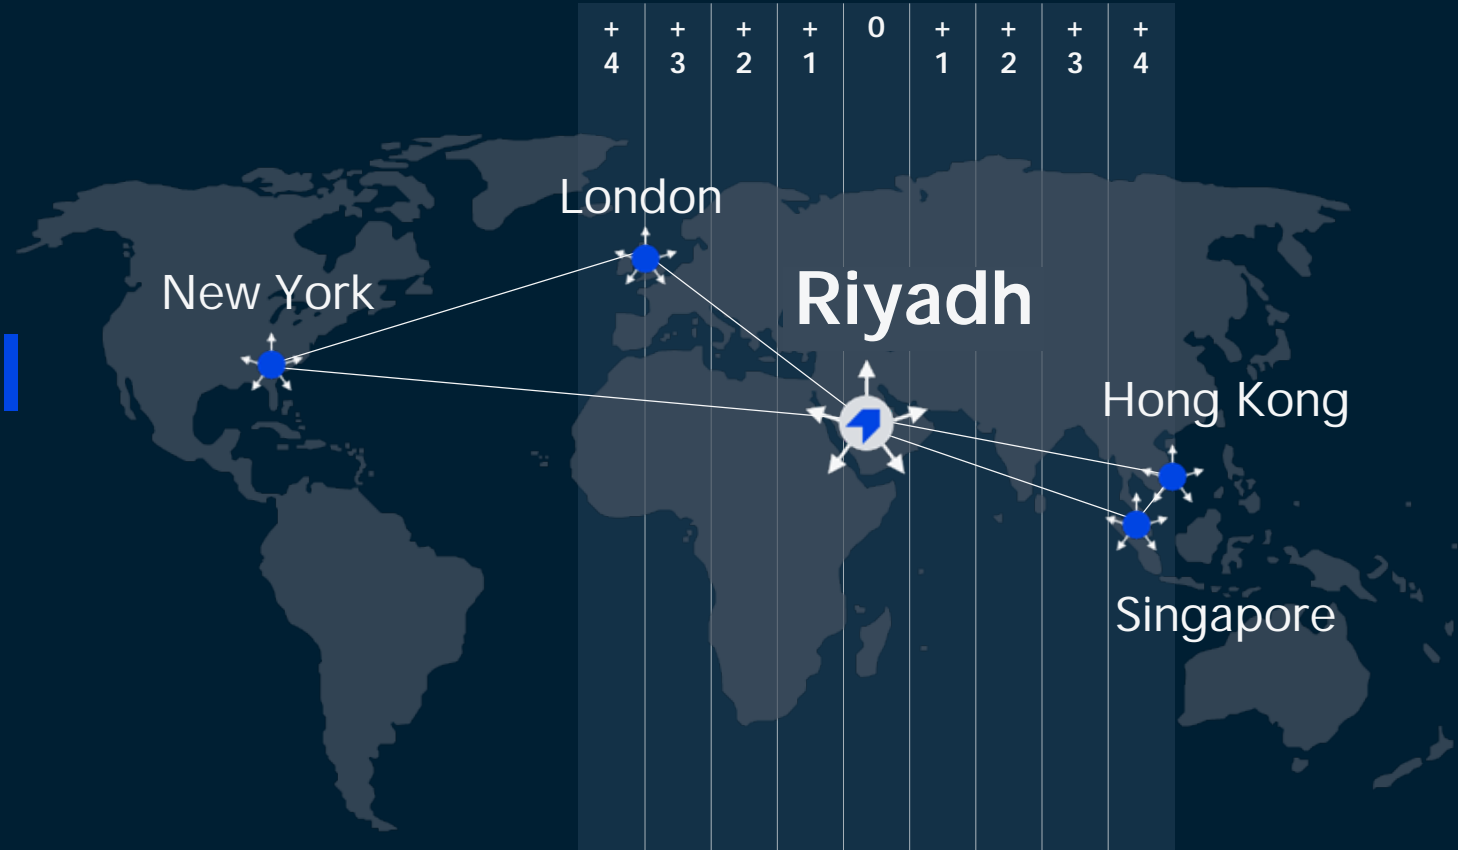 + + + + 0 + + + +
4 3 2 1 1 2 3 4
London
New York
Riyadh
Hong Kong
Singapore